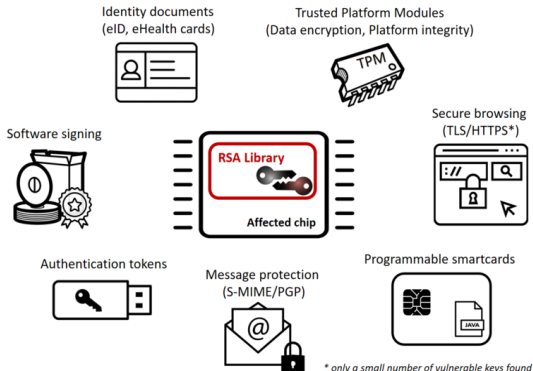 Identity documents
(eID, eHealth cards)
Trusted Platform Modules
(Data encryption, Platform integrity)
TPM
Secure browsing
(TLS/HTTPS*)
://
Software signing
RSA Library
Affected chip
Authentication tokens
Message protection
(S-MIME/PGP)
@
Programmable smartcards
JAVA
* only a small number of vulnerable keys found